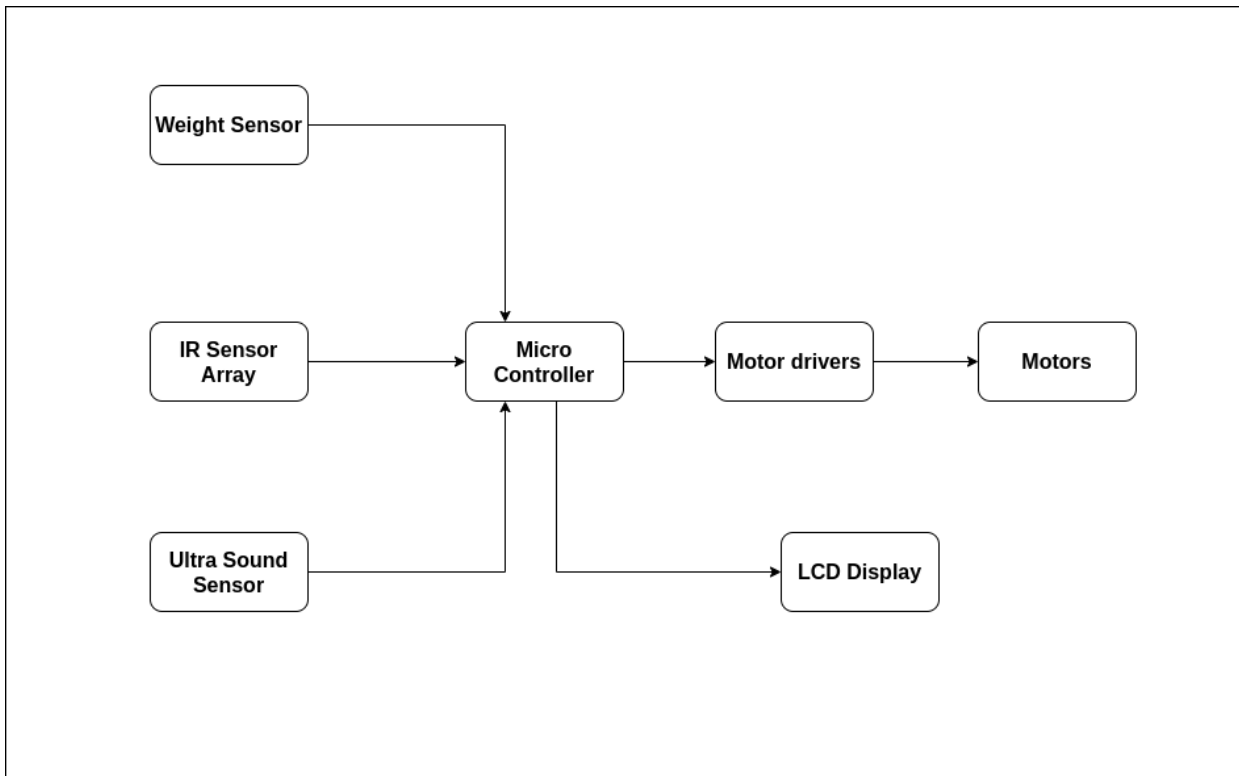 Weight Sensor
IR Sensor
Array
Micro
Controller
Motor drivers
Motors
Ultra Sound
Sensor
LCD Display